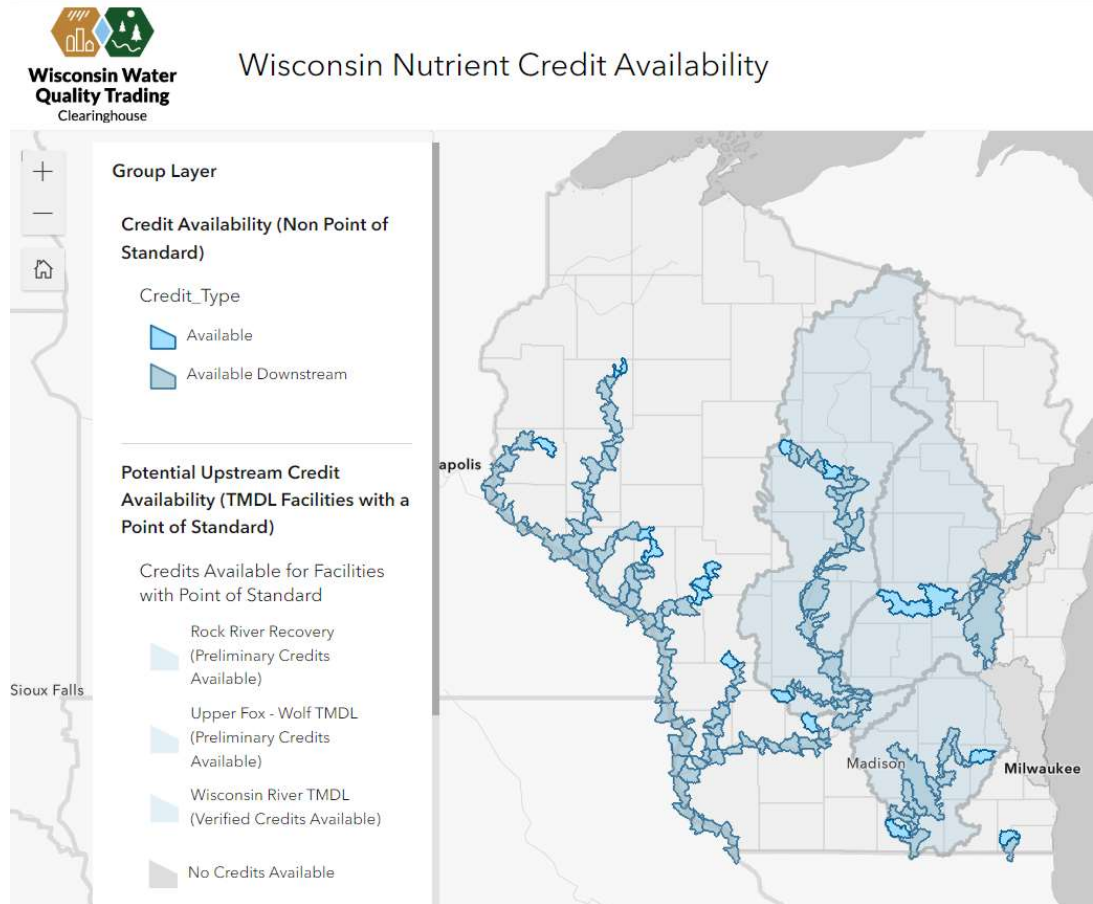 Wisconsin Water
Quality Trading
Clearinghouse
Wisconsin Nutrient Credit Availability
+
−
Group Layer
Credit Availability (Non Point of
Standard)
Credit_Type
Available
Available Downstream
Potential Upstream Credit
Availability (TMDL Facilities with a
Point of Standard)
Credits Available for Facilities
with Point of Standard
Rock River Recovery
(Preliminary Credits
Available)
Upper Fox - Wolf TMDL
(Preliminary Credits
Available)
Wisconsin River TMDL
(Verified Credits Available)
No Credits Available
apolis
Sioux Falls
Madison
Milwaukee